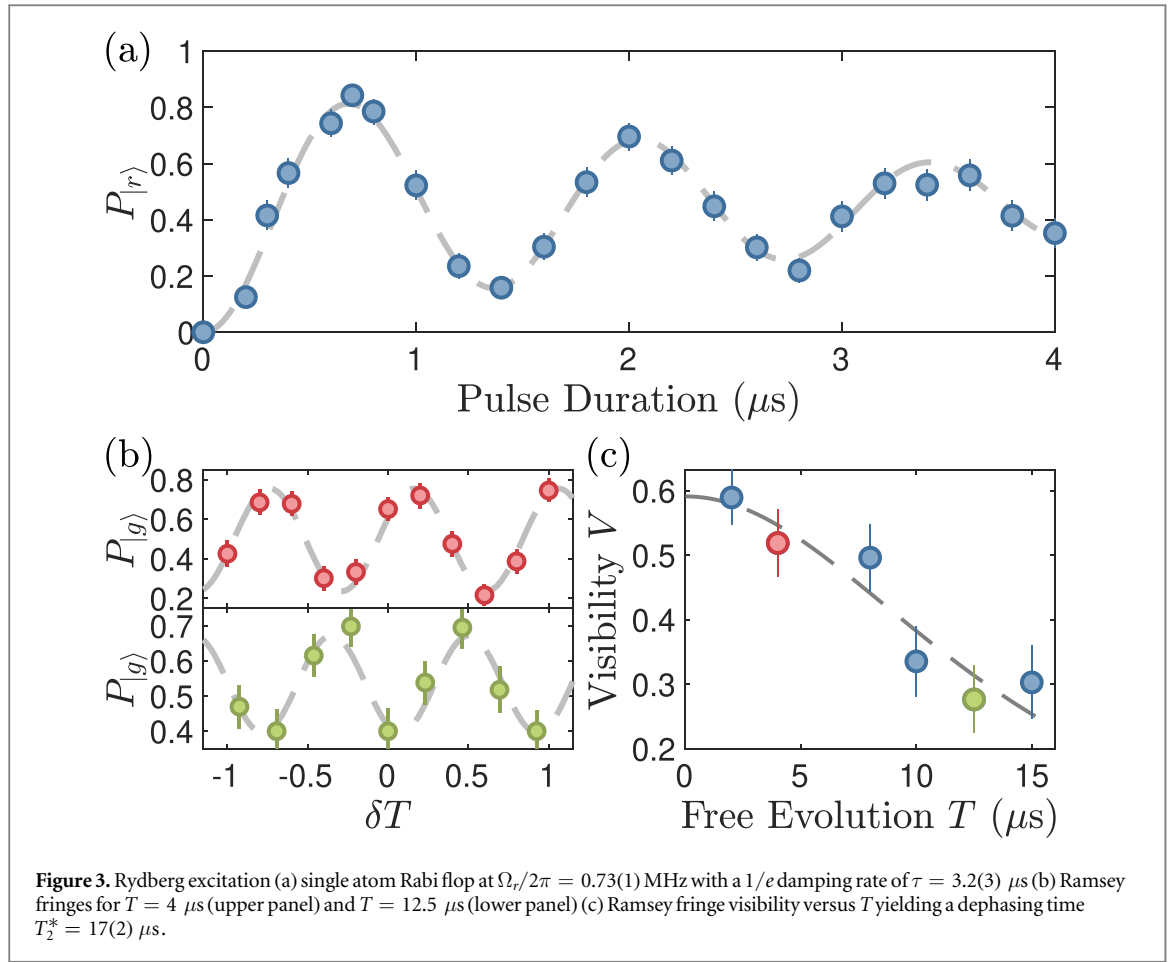 (a)
1
0.8
0.6
0.4
0.2
0
P|r⟩
0 1 2 3 4
Pulse Duration (μs)
(b)
0.8
0.6
0.4
0.2
P|g⟩
0.7
0.6
0.5
0.4
P|g⟩
-1 -0.5 0 0.5 1
δT
(c)
0.6
0.5
0.4
0.3
0.2
Visibility V
0 5 10 15
Free Evolution T (μs)
Figure 3. Rydberg excitation (a) single atom Rabi flop at Ωr/2π = 0.73(1) MHz with a 1/e damping rate of τ = 3.2(3) μs (b) Ramsey
fringes for T = 4 μs (upper panel) and T = 12.5 μs (lower panel) (c) Ramsey fringe visibility versus T yielding a dephasing time
T₂* = 17(2) μs.